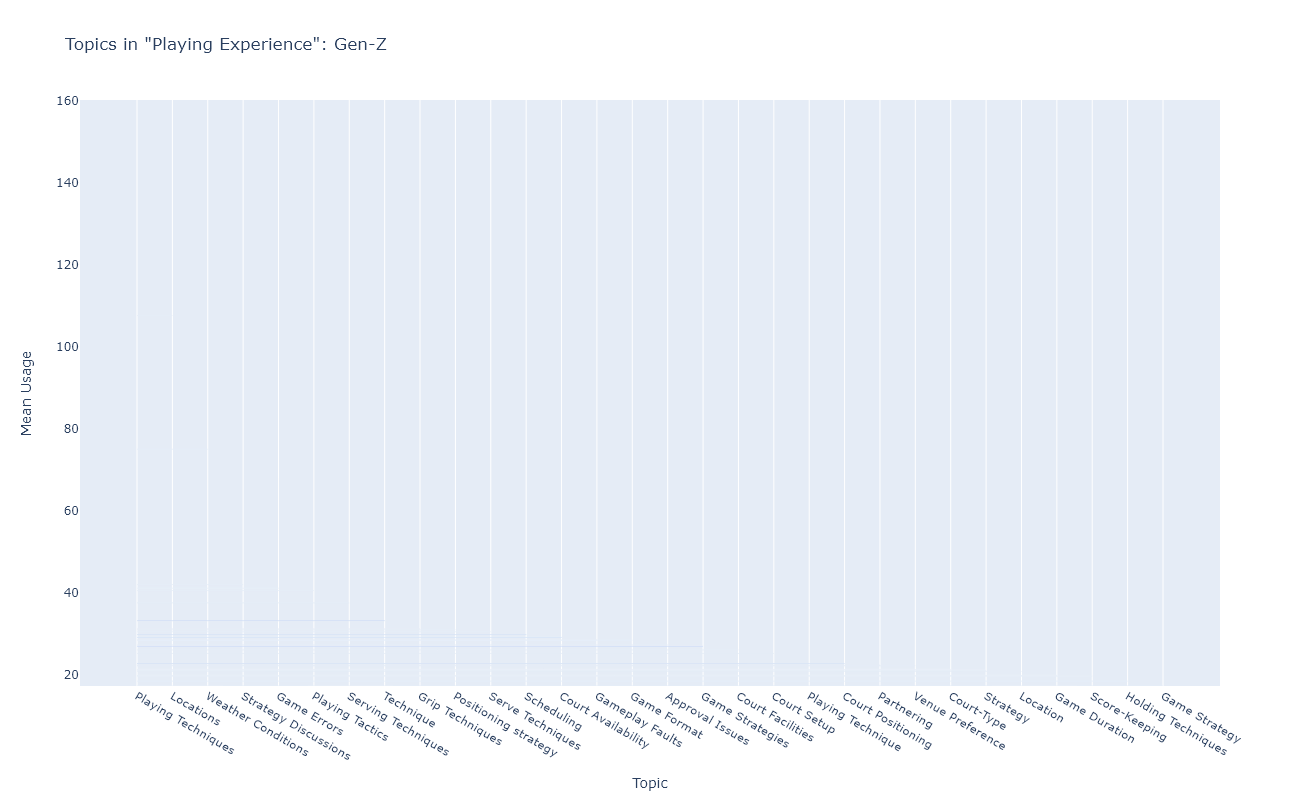 Topics in "Playing Experience": Gen-Z
160
140
120
100
80
60
40
20
Mean Usage
Playing Techniques
Locations
Weather Conditions
Strategy Discussions
Game Errors
Playing Tactics
Serving Techniques
Technique
Grip Techniques
Positioning strategy
Serve Techniques
Scheduling
Court Availability
Gameplay Faults
Game Format
Approval Issues
Game Strategies
Court Facilities
Court Setup
Playing Technique
Court Positioning
Partnering
Venue Preference
Court-Type
Strategy
Location
Game Duration
Score-Keeping
Holding Techniques
Game Strategy
Topic